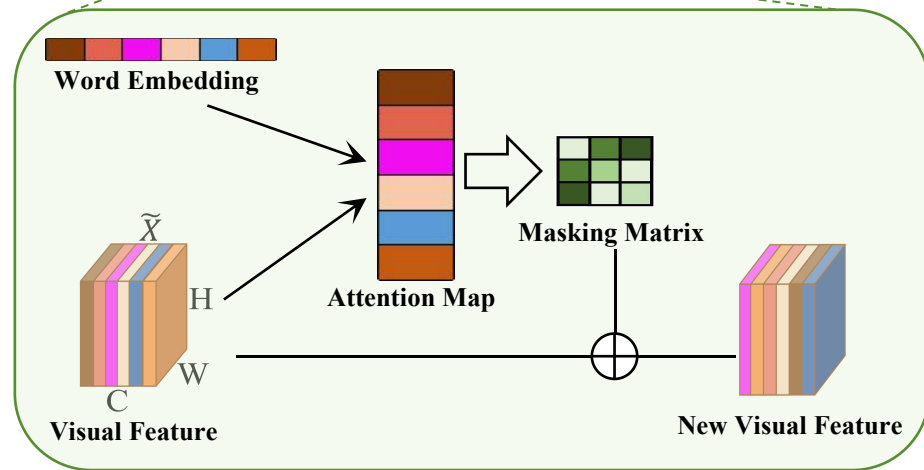 Word Embedding
Attention Map
Masking Matrix
X̃
H
W
C
Visual Feature
New Visual Feature